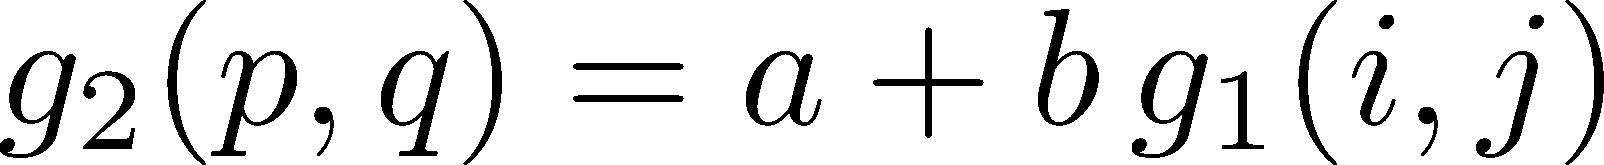 g₂(p, q) = a + b g₁(i, j)